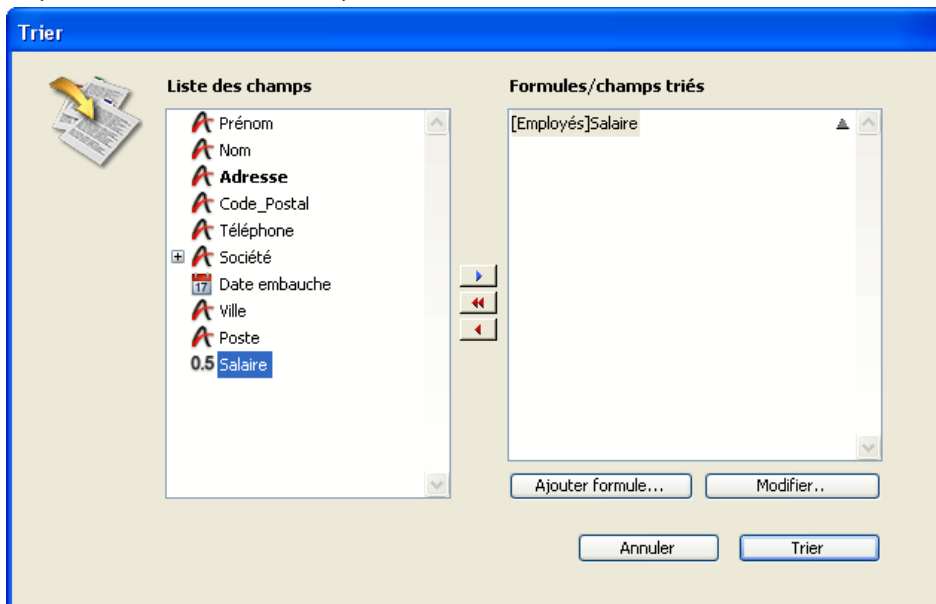 Trier
Liste des champs
Prénom
Nom
Adresse
Code_Postal
Téléphone
Société
17 Date embauche
Ville
Poste
0.5 Salaire
Formules/champs triés
[Employés]Salaire
Ajouter formule...
Modifier..
Annuler
Trier